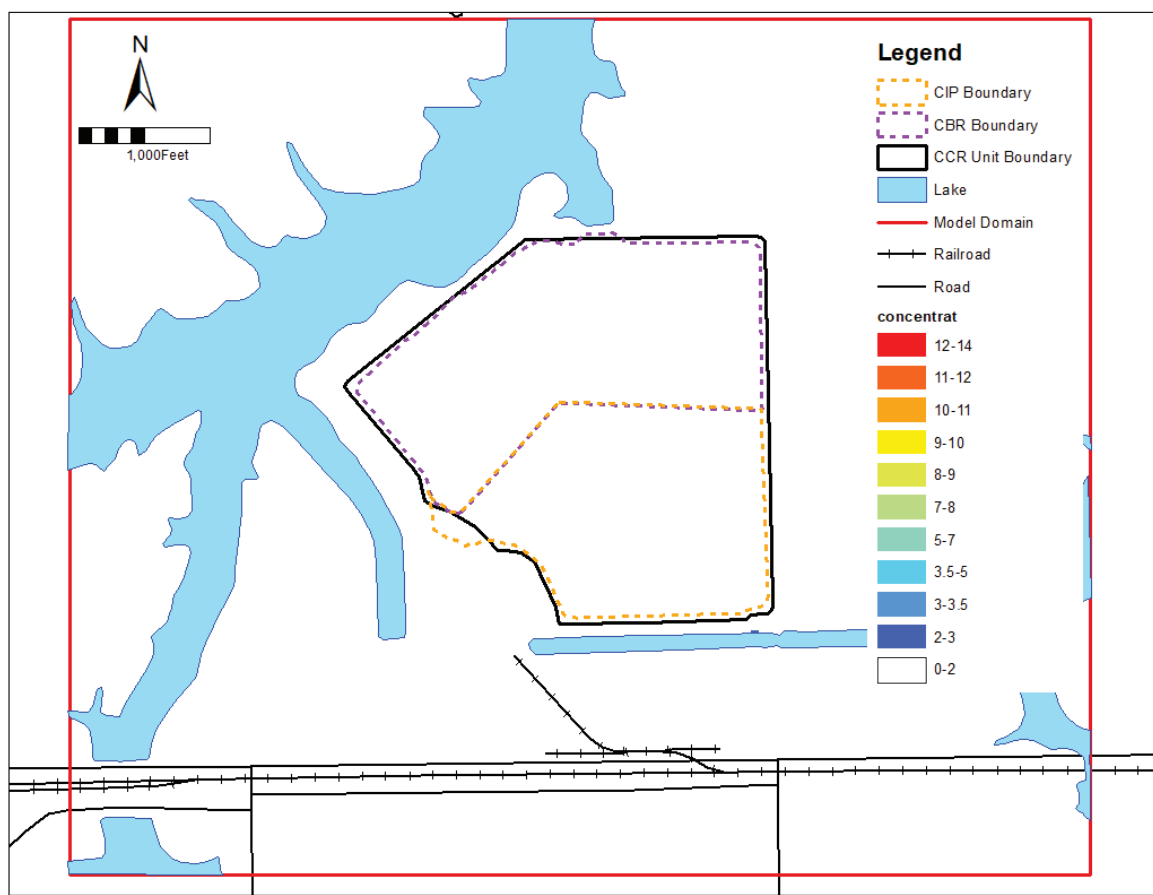 N
1,000Feet
Legend
CIP Boundary
CBR Boundary
CCR Unit Boundary
Lake
Model Domain
Railroad
Road
concentrat
12-14
11-12
10-11
9-10
8-9
7-8
5-7
3.5-5
3-3.5
2-3
0-2